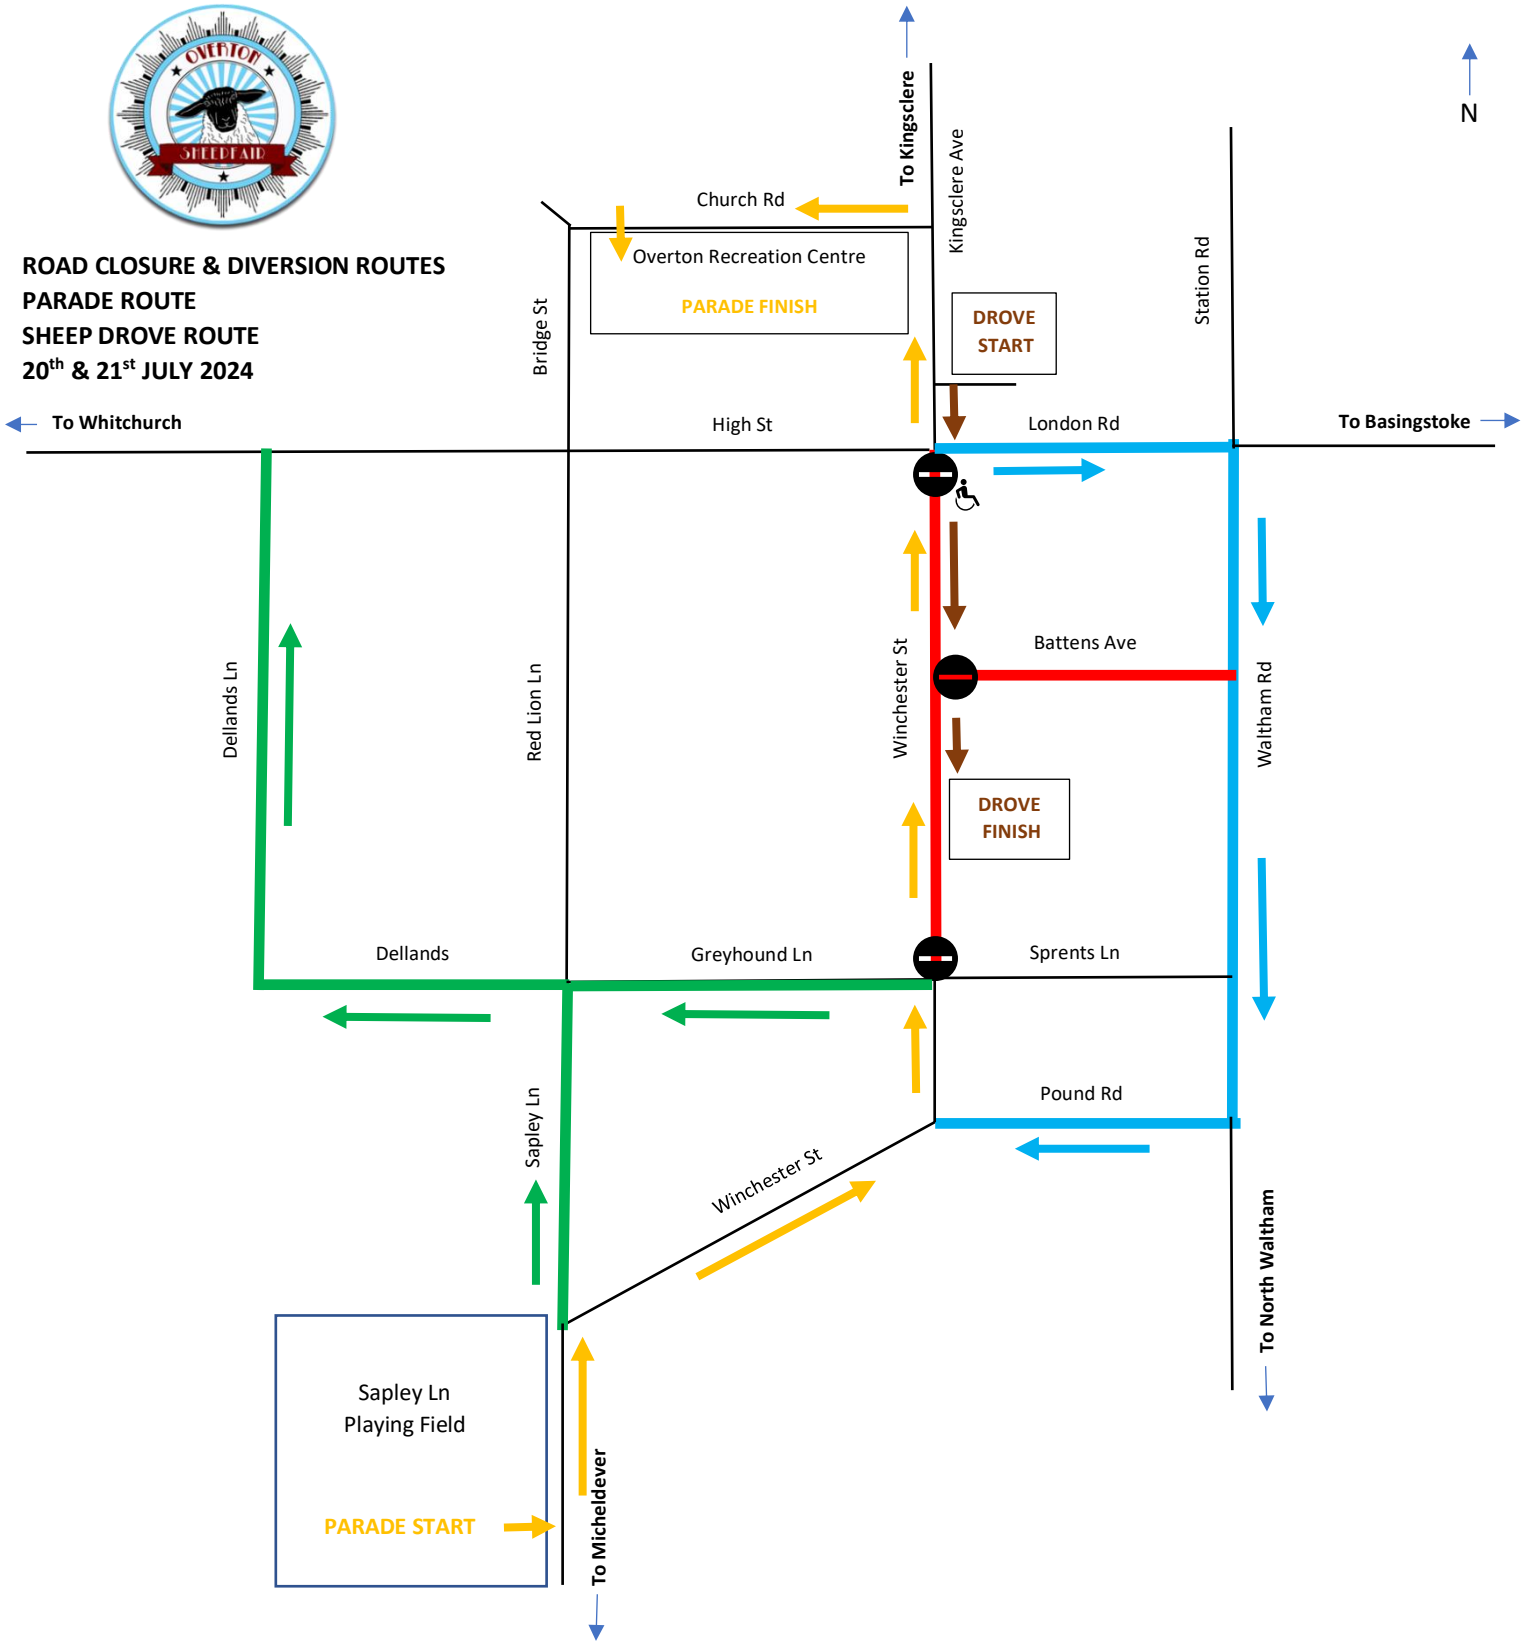 OVERTON
SHEEPFAIR
ROAD CLOSURE & DIVERSION ROUTES
PARADE ROUTE
SHEEP DROVE ROUTE
20th & 21st JULY 2024
N
To Kingsclere
Kingsclere Ave
Church Rd
Station Rd
Overton Recreation Centre
PARADE FINISH
Bridge St
DROVE
START
To Whitchurch
High St
London Rd
To Basingstoke
Dellands Ln
Red Lion Ln
Winchester St
Battens Ave
Waltham Rd
DROVE
FINISH
Dellands
Greyhound Ln
Sprents Ln
Sapley Ln
Pound Rd
Winchester St
To North Waltham
Sapley Ln
Playing Field
PARADE START
To Micheldever